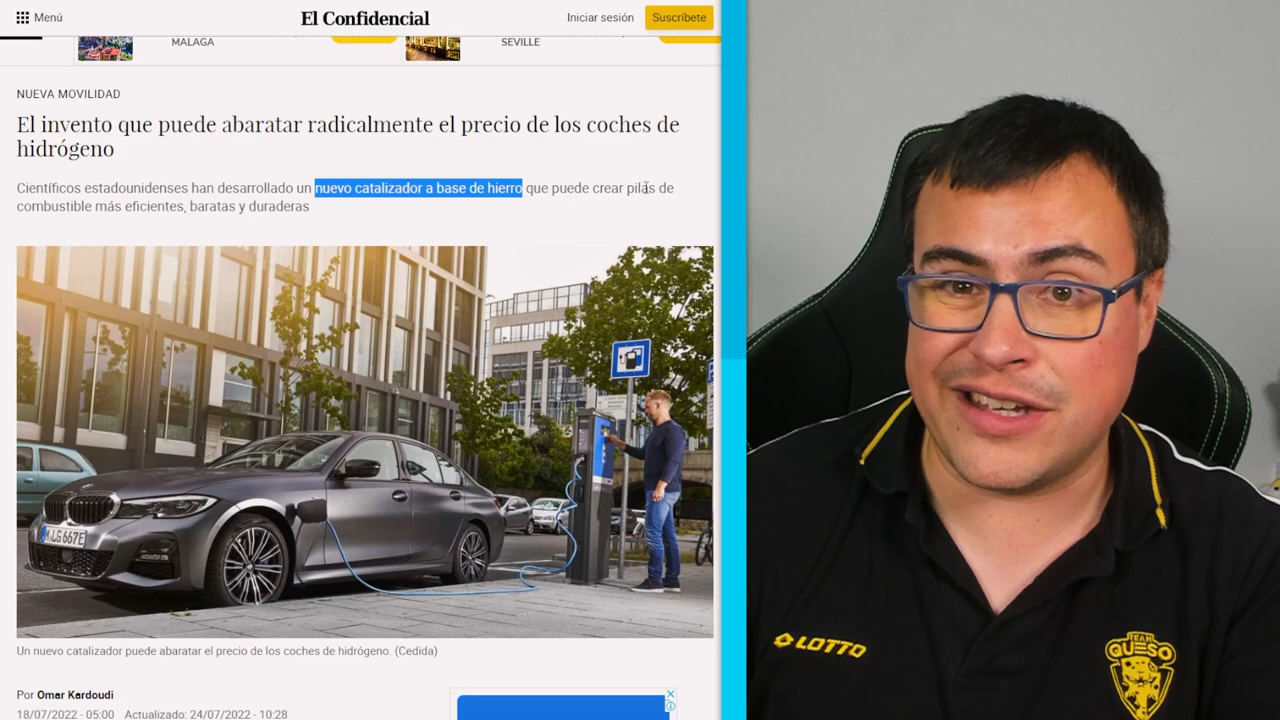 Menú
El Confidencial
Iniciar sesión
Suscríbete
MALAGA
SEVILLE
NUEVA MOVILIDAD
El invento que puede abaratar radicalmente el precio de los coches de
hidrógeno
Científicos estadounidenses han desarrollado un nuevo catalizador a base de hierro que puede crear pilas de
combustible más eficientes, baratas y duraderas
M·LG 667E
Un nuevo catalizador puede abaratar el precio de los coches de hidrógeno. (Cedida)
Por Omar Kardoudi
18/07/2022 - 05:00 Actualizado: 24/07/2022 - 10:28
LOTTO
TEAM
QUESO